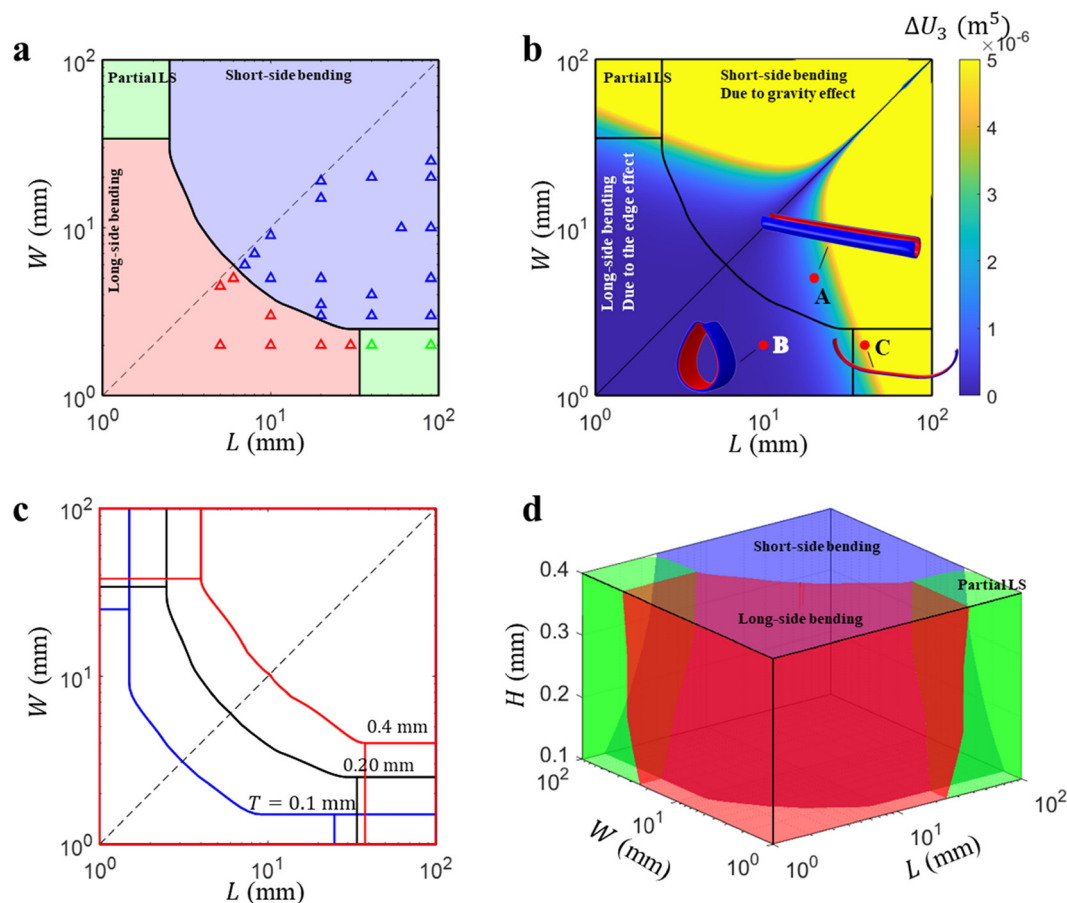 a
10²
Partial LS
Short-side bending
Long-side bending
W (mm)
10¹
10⁰
10⁰
10¹
10²
L (mm)
b
ΔU₃ (m⁵)
×10⁻⁶
10²
Partial LS
Short-side bending
Due to gravity effect
Long-side bending
Due to the edge effect
W (mm)
10¹
10⁰
A
B
C
10⁰
10¹
10²
L (mm)
5
4
3
2
1
0
c
10²
W (mm)
10¹
10⁰
0.4 mm
0.20 mm
T = 0.1 mm
10⁰
10¹
10²
L (mm)
d
Short-side bending
Partial LS
Long-side bending
H (mm)
0.4
0.3
0.2
0.1
10²
10¹
10⁰
W (mm)
10⁰
10¹
10²
L (mm)